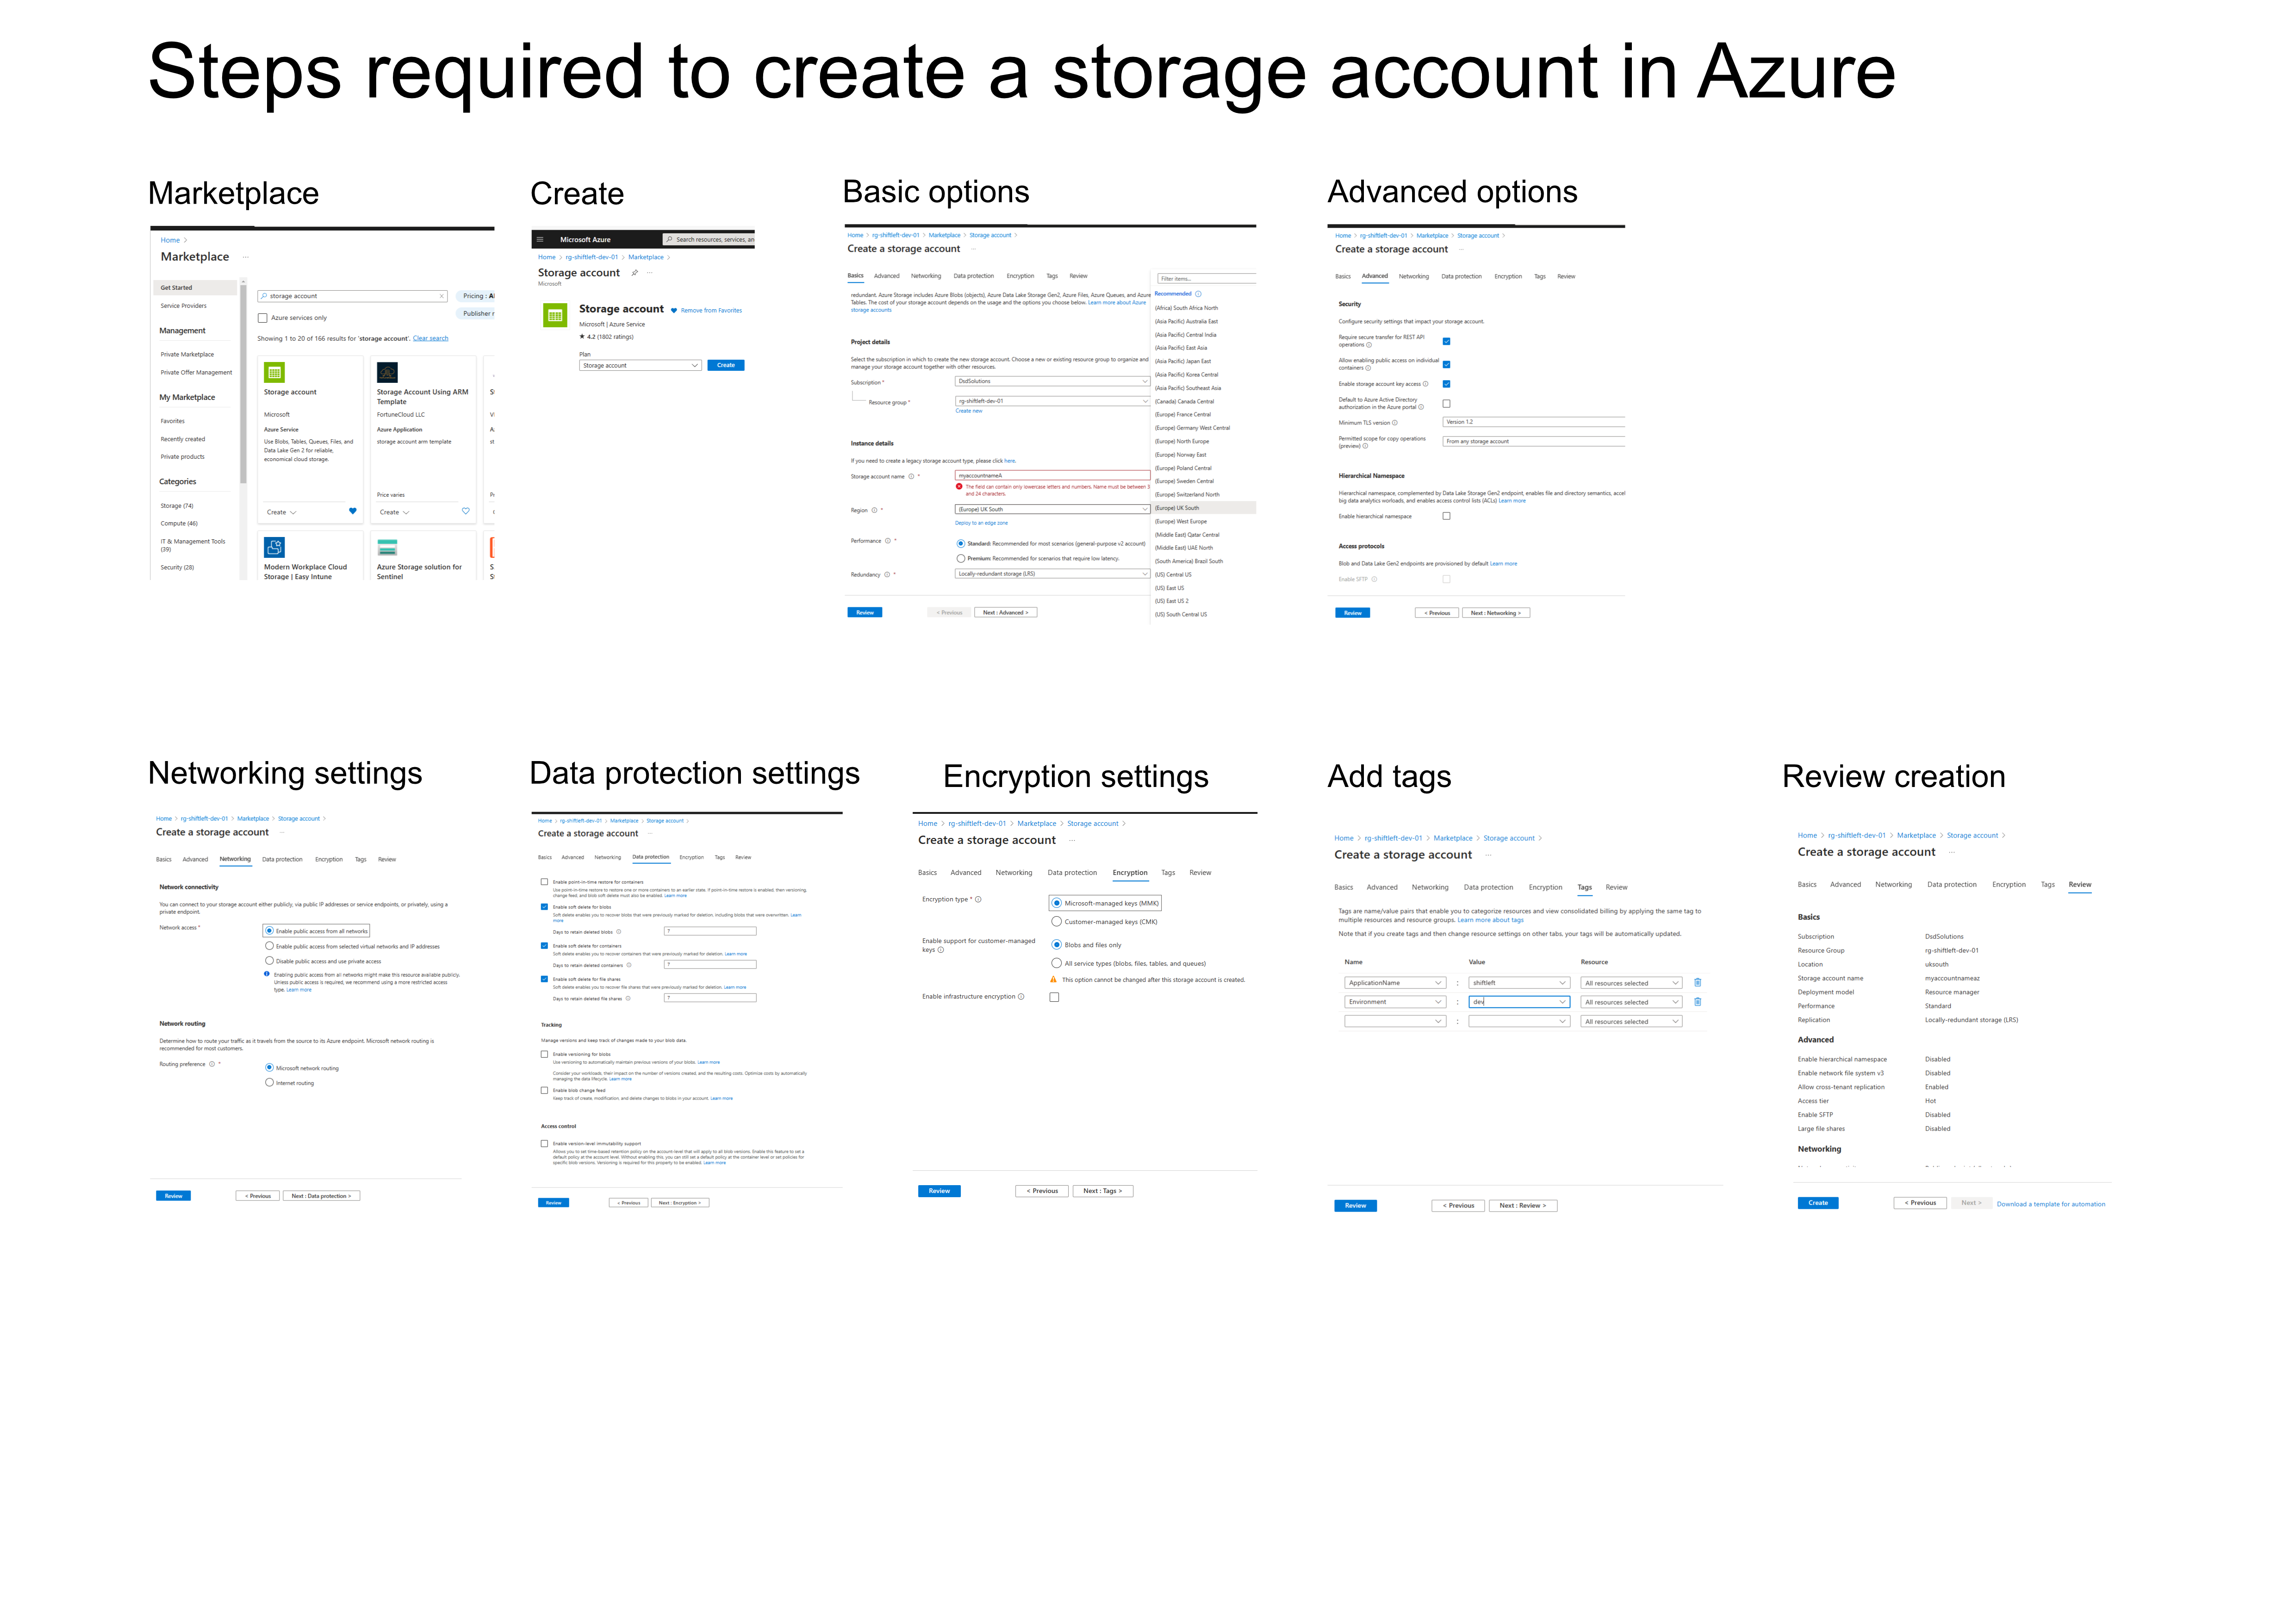 Steps required to create a storage account in Azure
Marketplace
Home >
Marketplace ...
Get Started
Service Providers
Management
Private Marketplace
Private Offer Management
My Marketplace
Favorites
Recently created
Private products
Categories
Storage (74)
Compute (46)
IT & Management Tools
(39)
Security (28)
storage account
Pricing : Al
Azure services only
Publisher r
Showing 1 to 20 of 166 results for 'storage account'. Clear search
Storage account
Microsoft
Azure Service
Use Blobs, Tables, Queues, Files, and
Data Lake Gen 2 for reliable,
economical cloud storage.
Create
Storage Account Using ARM
Template
FortuneCloud LLC
Azure Application
storage account arm template
Price varies
Create
Modern Workplace Cloud
Storage | Easy Intune
Azure Storage solution for
Sentinel
Create
Microsoft Azure
Search resources, services, an
Home > rg-shiftleft-dev-01 > Marketplace >
Storage account ...
Microsoft
Storage account
Remove from Favorites
Microsoft | Azure Service
★ 4.2 (1802 ratings)
Plan
Storage account
Create
Basic options
Home > rg-shiftleft-dev-01 > Marketplace > Storage account >
Create a storage account ...
Basics Advanced Networking Data protection Encryption Tags Review
redundant. Azure Storage includes Azure Blobs (objects), Azure Data Lake Storage Gen2, Azure Files, Azure Queues, and Azure
Tables. The cost of your storage account depends on the usage and the options you choose below. Learn more about Azure
storage accounts
Project details
Select the subscription in which to create the new storage account. Choose a new or existing resource group to organize and
manage your storage account together with other resources.
Subscription * DsdSolutions
Resource group * rg-shiftleft-dev-01
Create new
Instance details
If you need to create a legacy storage account type, please click here.
Storage account name * myaccountnameA
The field can contain only lowercase letters and numbers. Name must be between 3
and 24 characters.
Region * (Europe) UK South
Deploy to an edge zone
Performance * Standard: Recommended for most scenarios (general-purpose v2 account)
Premium: Recommended for scenarios that require low latency.
Redundancy * Locally-redundant storage (LRS)
Review < Previous Next : Advanced >
Filter items...
Recommended
(Africa) South Africa North
(Asia Pacific) Australia East
(Asia Pacific) Central India
(Asia Pacific) East Asia
(Asia Pacific) Japan East
(Asia Pacific) Korea Central
(Asia Pacific) Southeast Asia
(Canada) Canada Central
(Europe) France Central
(Europe) Germany West Central
(Europe) North Europe
(Europe) Norway East
(Europe) Poland Central
(Europe) Sweden Central
(Europe) Switzerland North
(Europe) UK South
(Europe) West Europe
(Middle East) Qatar Central
(Middle East) UAE North
(South America) Brazil South
(US) Central US
(US) East US
(US) East US 2
(US) South Central US
Advanced options
Home > rg-shiftleft-dev-01 > Marketplace > Storage account >
Create a storage account ...
Basics Advanced Networking Data protection Encryption Tags Review
Security
Configure security settings that impact your storage account.
Require secure transfer for REST API
operations
Allow enabling public access on individual
containers
Enable storage account key access
Default to Azure Active Directory
authorization in the Azure portal
Minimum TLS version Version 1.2
Permitted scope for copy operations
(preview)
From any storage account
Hierarchical Namespace
Hierarchical namespace, complemented by Data Lake Storage Gen2 endpoint, enables file and directory semantics, accel
big data analytics workloads, and enables access control lists (ACLs) Learn more
Enable hierarchical namespace
Access protocols
Blob and Data Lake Gen2 endpoints are provisioned by default Learn more
Enable SFTP
Review < Previous Next : Networking >
Networking settings
Home > rg-shiftleft-dev-01 > Marketplace > Storage account >
Create a storage account ...
Basics Advanced Networking Data protection Encryption Tags Review
Network connectivity
You can connect to your storage account either publicly, via public IP addresses or service endpoints, or privately, using a
private endpoint.
Network access * Enable public access from all networks
Enable public access from selected virtual networks and IP addresses
Disable public access and use private access
Enabling public access from all networks might make this resource available publicly.
Unless public access is required, we recommend using a more restricted access
type. Learn more
Network routing
Determine how to route your traffic as it travels from the source to its Azure endpoint. Microsoft network routing is
recommended for most customers.
Routing preference * Microsoft network routing
Internet routing
Review < Previous Next : Data protection >
Data protection settings
Home > rg-shiftleft-dev-01 > Marketplace > Storage account >
Create a storage account ...
Basics Advanced Networking Data protection Encryption Tags Review
Enable point-in-time restore for containers
Use point-in-time restore to restore one or more containers to an earlier state. If point-in-time restore is enabled, then versioning,
change feed, and blob soft delete must also be enabled. Learn more
Enable soft delete for blobs
Soft delete enables you to recover blobs that were previously marked for deletion, including blobs that were overwritten. Learn
more
Days to retain deleted blobs 7
Enable soft delete for containers
Soft delete enables you to recover containers that were previously marked for deletion. Learn more
Days to retain deleted containers 7
Enable soft delete for file shares
Soft delete enables you to recover file shares that were previously marked for deletion. Learn more
Days to retain deleted file shares 7
Tracking
Manage versions and keep track of changes made to your blob data.
Enable versioning for blobs
Use versioning to automatically maintain previous versions of your blobs. Learn more
Consider your workloads, their impact on the number of versions created, and the resulting costs. Optimize costs by automatically
managing the data lifecycle. Learn more
Enable blob change feed
Keep track of create, modification, and delete changes to blobs in your account. Learn more
Access control
Enable version-level immutability support
Allows you to set time-based retention policy on the account-level that will apply to all blob versions. Enable this feature to set a
default policy at the account level. Without enabling this, you can still set a default policy at the container level or set policies for
specific blob versions. Versioning is required for this property to be enabled. Learn more
Review < Previous Next : Encryption >
Encryption settings
Home > rg-shiftleft-dev-01 > Marketplace > Storage account >
Create a storage account ...
Basics Advanced Networking Data protection Encryption Tags Review
Encryption type * Microsoft-managed keys (MMK)
Customer-managed keys (CMK)
Enable support for customer-managed
keys
Blobs and files only
All service types (blobs, files, tables, and queues)
This option cannot be changed after this storage account is created.
Enable infrastructure encryption
Review < Previous Next : Tags >
Add tags
Home > rg-shiftleft-dev-01 > Marketplace > Storage account >
Create a storage account ...
Basics Advanced Networking Data protection Encryption Tags Review
Tags are name/value pairs that enable you to categorize resources and view consolidated billing by applying the same tag to
multiple resources and resource groups. Learn more about tags
Note that if you create tags and then change resource settings on other tabs, your tags will be automatically updated.
Name Value Resource
ApplicationName : shiftleft All resources selected
Environment : dev All resources selected
: All resources selected
Review < Previous Next : Review >
Review creation
Home > rg-shiftleft-dev-01 > Marketplace > Storage account >
Create a storage account ...
Basics Advanced Networking Data protection Encryption Tags Review
Basics
Subscription DsdSolutions
Resource Group rg-shiftleft-dev-01
Location uksouth
Storage account name myaccountnameaz
Deployment model Resource manager
Performance Standard
Replication Locally-redundant storage (LRS)
Advanced
Enable hierarchical namespace Disabled
Enable network file system v3 Disabled
Allow cross-tenant replication Enabled
Access tier Hot
Enable SFTP Disabled
Large file shares Disabled
Networking
Create < Previous Next > Download a template for automation